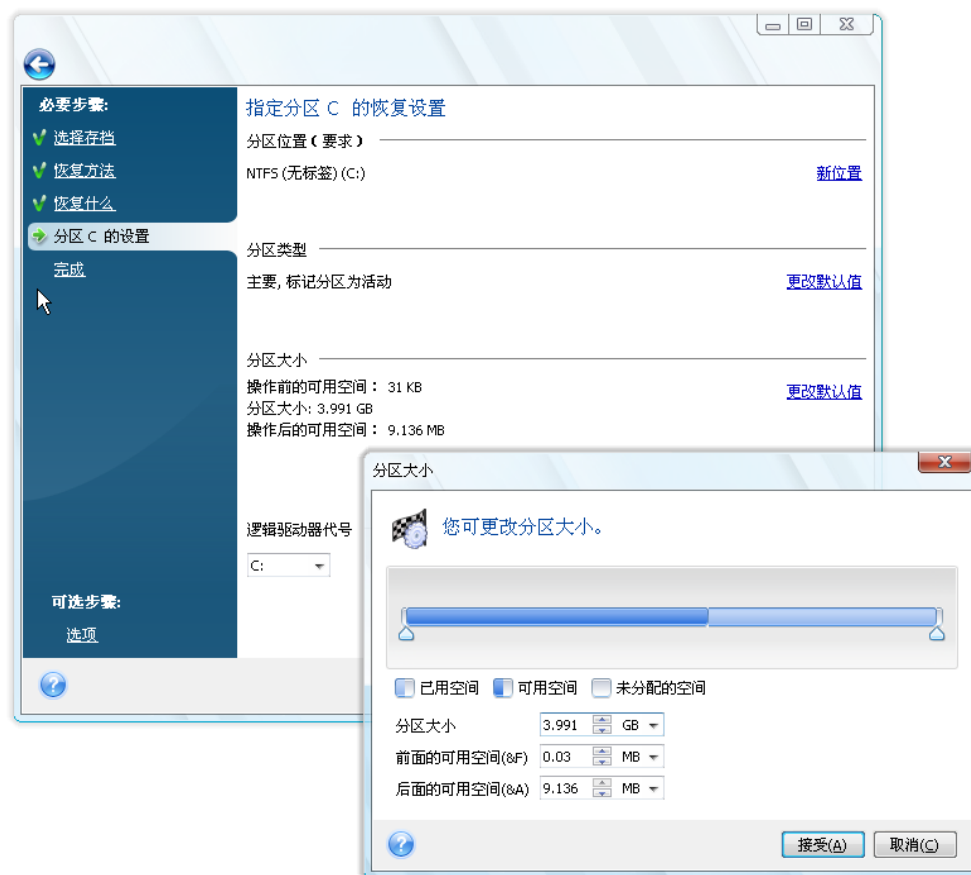 必要步骤:
选择存档
恢复方法
恢复什么
分区 C 的设置
完成
可选步骤:
选项
指定分区 C 的恢复设置
分区位置 ( 要求 )
NTFS (无标签) (C:)
新位置
分区类型
主要, 标记分区为活动
更改默认值
分区大小
操作前的可用空间： 31 KB
更改默认值
分区大小: 3.991 GB
操作后的可用空间： 9.136 MB
逻辑驱动器代号
C:
分区大小
您可更改分区大小。
已用空间 可用空间 未分配的空间
分区大小 3.991 GB
前面的可用空间(&F) 0.03 MB
后面的可用空间(&A) 9.136 MB
接受(A) 取消(C)